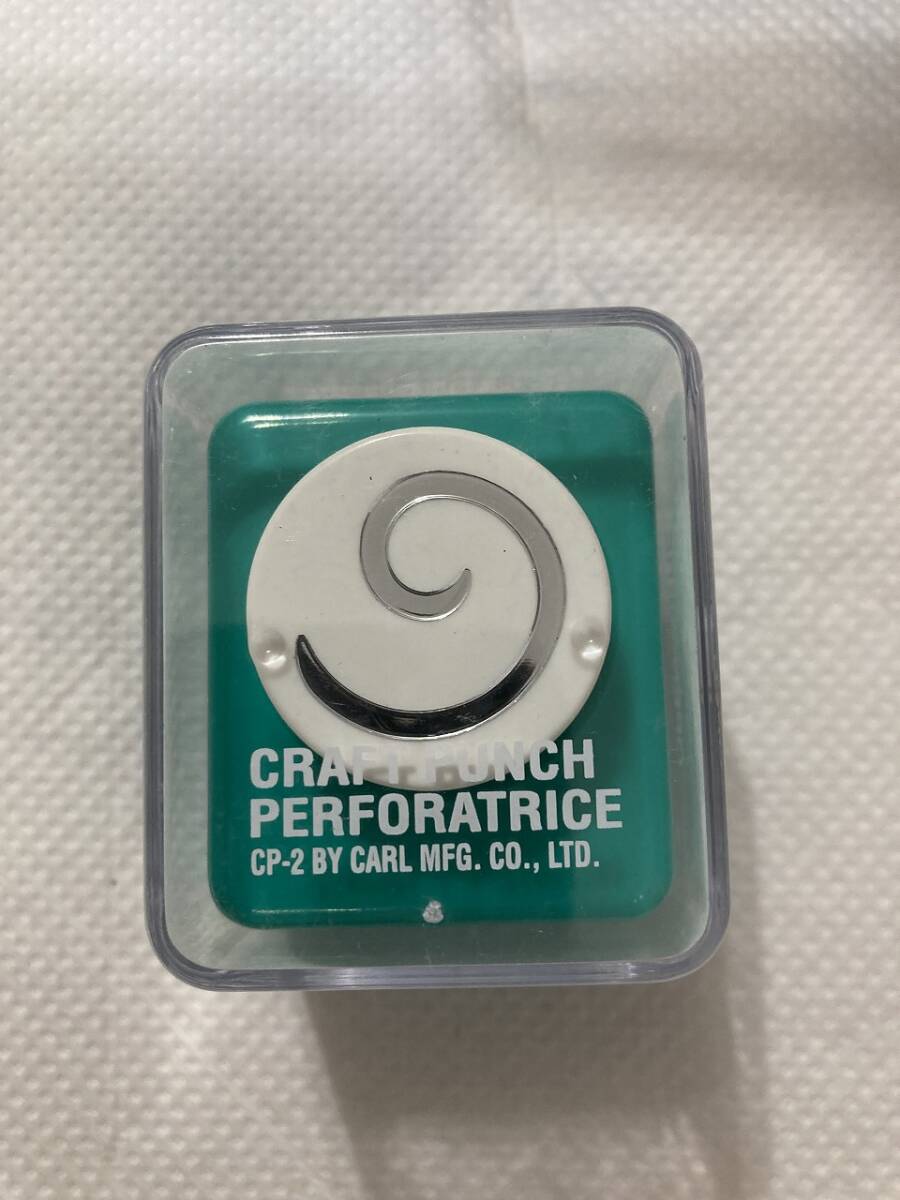 CRAFT PUNCH
PERFORATRICE
CP-2 BY CARL MFG. CO., LTD.